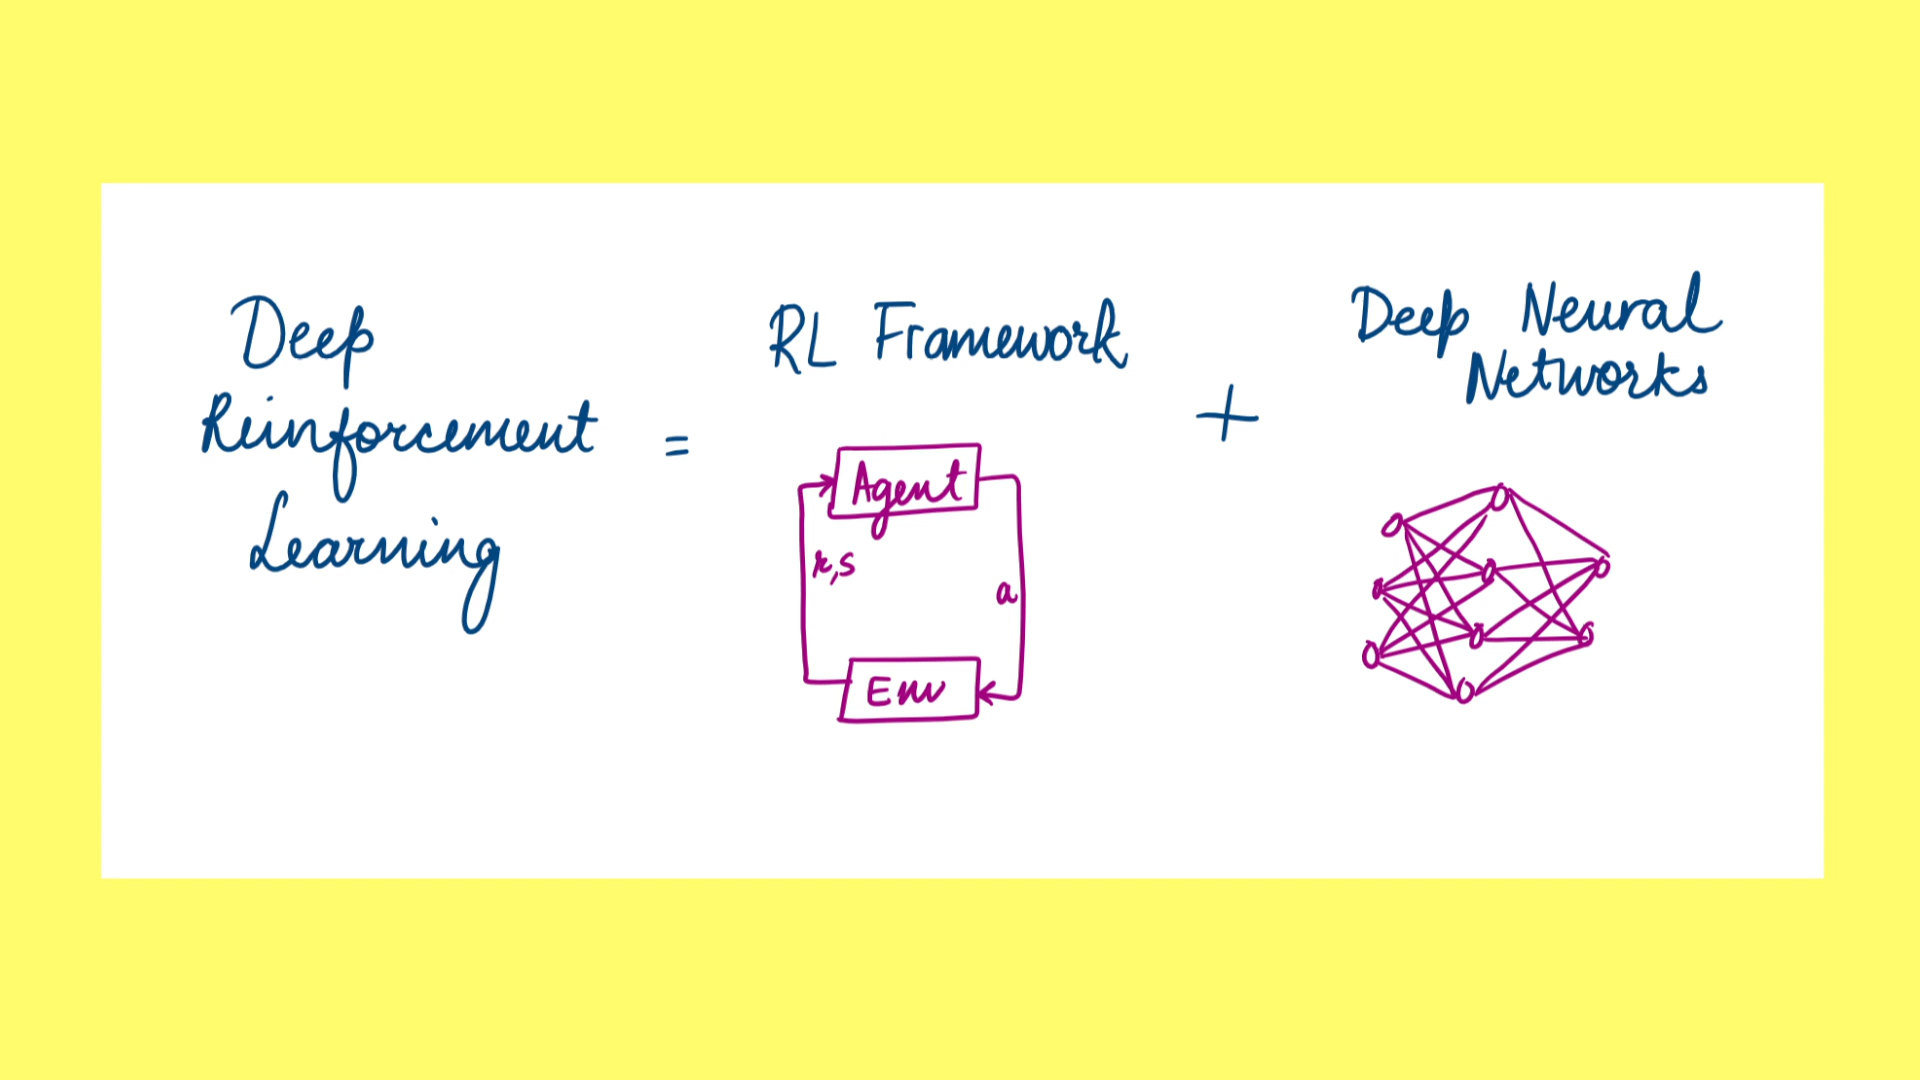 Deep
Reinforcement
Learning
=
RL Framework
Agent
r,s
a
Env
+
Deep Neural
Networks